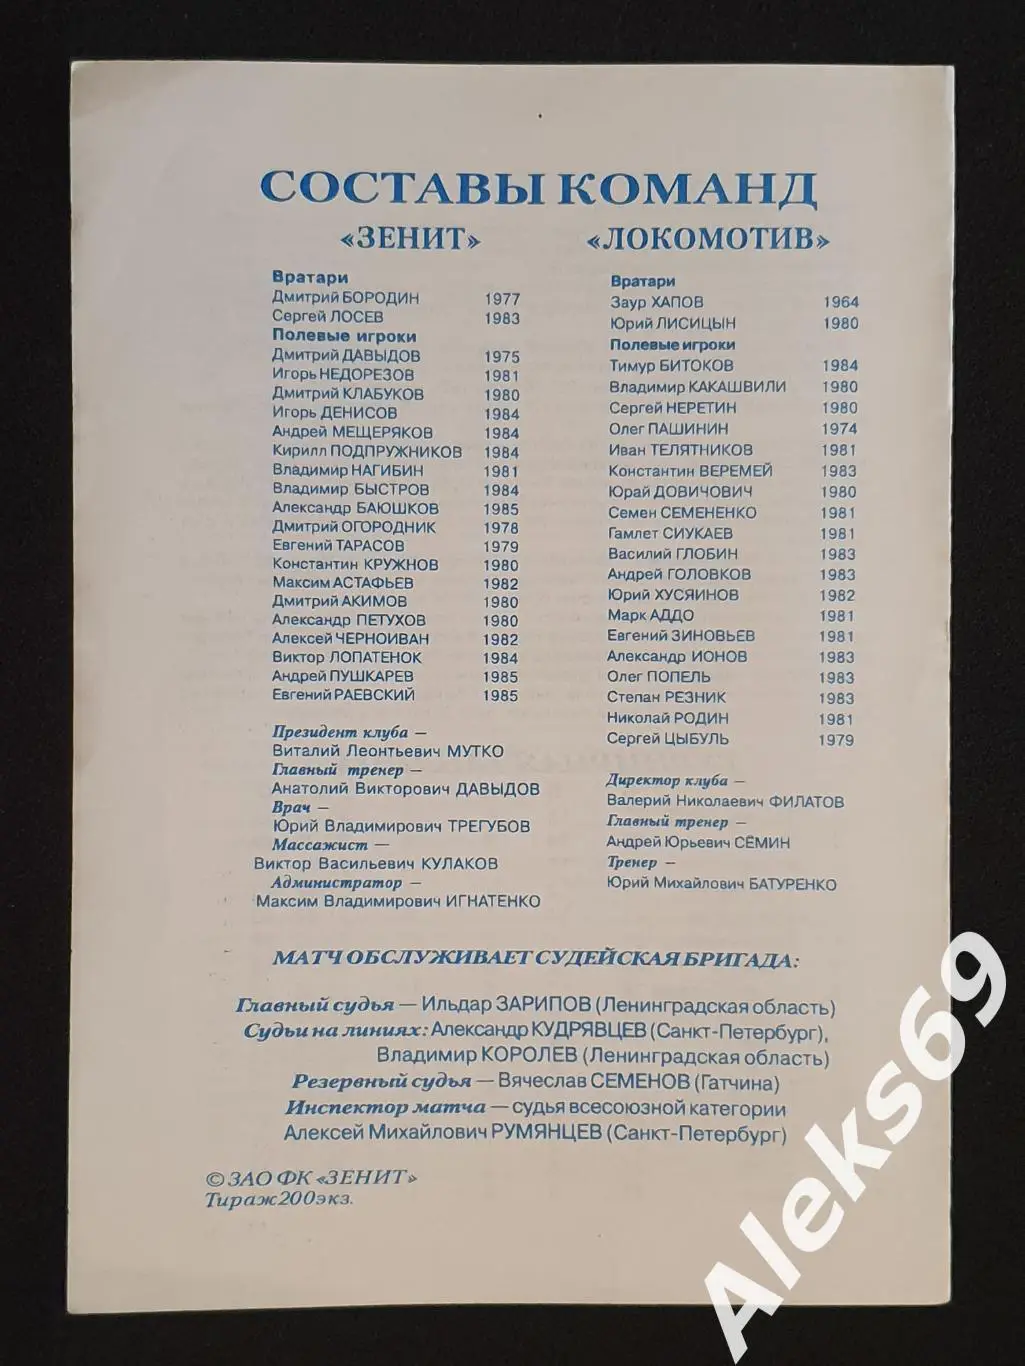 СОСТАВЫ КОМАНД
«ЗЕНИТ»
Вратари
Дмитрий БОРОДИН 1977
Сергей ЛОСЕВ 1983
Полевые игроки
Дмитрий ДАВЫДОВ 1975
Игорь НЕДОРЕЗОВ 1981
Дмитрий КЛАБУКОВ 1980
Игорь ДЕНИСОВ 1984
Андрей МЕЩЕРЯКОВ 1984
Кирилл ПОДПРУЖНИКОВ 1984
Владимир НАГИБИН 1981
Владимир БЫСТРОВ 1984
Александр БАЮШКОВ 1985
Дмитрий ОГОРОДНИК 1978
Евгений ТАРАСОВ 1979
Константин КРУЖНОВ 1980
Максим АСТАФЬЕВ 1982
Дмитрий АКИМОВ 1980
Александр ПЕТУХОВ 1980
Алексей ЧЕРНОИВАН 1982
Виктор ЛОПАТЕНОК 1984
Андрей ПУШКАРЕВ 1985
Евгений РАЕВСКИЙ 1985
Президент клуба –
Виталий Леонтьевич МУТКО
Главный тренер –
Анатолий Викторович ДАВЫДОВ
Врач –
Юрий Владимирович ТРЕГУБОВ
Массажист –
Виктор Васильевич КУЛАКОВ
Администратор –
Максим Владимирович ИГНАТЕНКО
«ЛОКОМОТИВ»
Вратари
Заур ХАПОВ 1964
Юрий ЛИСИЦЫН 1980
Полевые игроки
Тимур БИТОКОВ 1984
Владимир КАКАШВИЛИ 1980
Сергей НЕРЕТИН 1980
Олег ПАШИНИН 1974
Иван ТЕЛЯТНИКОВ 1981
Константин ВЕРЕМЕЙ 1983
Юрай ДОВИЧОВИЧ 1980
Семен СЕМЕНЕНКО 1981
Гамлет СИУКАЕВ 1981
Василий ГЛОБИН 1983
Андрей ГОЛОВКОВ 1983
Юрий ХУСЯИНОВ 1982
Марк АДДО 1981
Евгений ЗИНОВЬЕВ 1981
Александр ИОНОВ 1983
Олег ПОПЕЛЬ 1983
Степан РЕЗНИК 1983
Николай РОДИН 1981
Сергей ЦЫБУЛЬ 1979
Директор клуба –
Валерий Николаевич ФИЛАТОВ
Главный тренер –
Андрей Юрьевич СЁМИН
Тренер –
Юрий Михайлович БАТУРЕНКО
МАТЧ ОБСЛУЖИВАЕТ СУДЕЙСКАЯ БРИГАДА:
Главный судья – Ильдар ЗАРИПОВ (Ленинградская область)
Судьи на линиях: Александр КУДРЯВЦЕВ (Санкт-Петербург),
Владимир КОРОЛЕВ (Ленинградская область)
Резервный судья – Вячеслав СЕМЕНОВ (Гатчина)
Инспектор матча – судья всесоюзной категории
Алексей Михайлович РУМЯНЦЕВ (Санкт-Петербург)
© ЗАО ФК «ЗЕНИТ»
Тираж 200 экз.
Aleks69